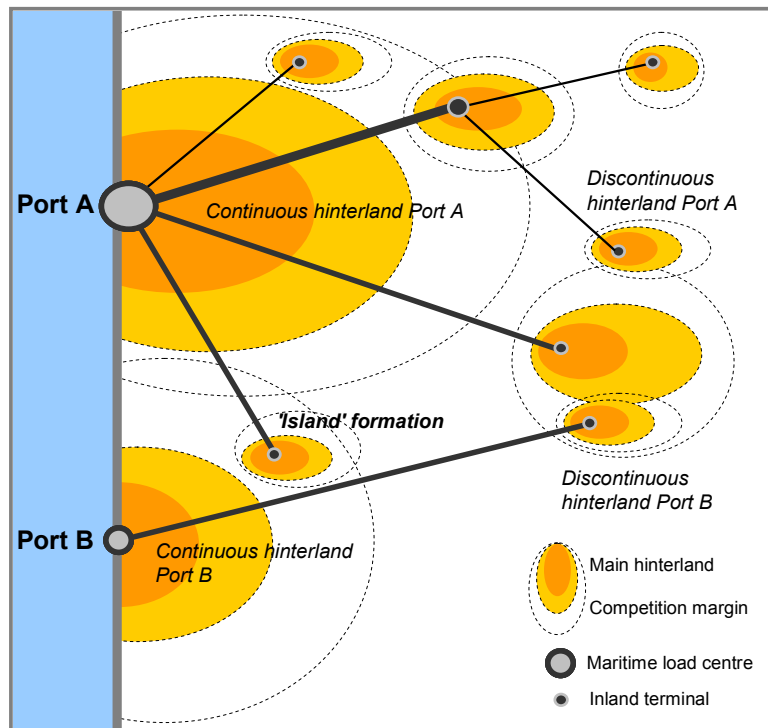 Port A
Continuous hinterland Port A
Discontinuous
hinterland Port A
'Island' formation
Port B
Continuous hinterland
Port B
Discontinuous
hinterland Port B
Main hinterland
Competition margin
Maritime load centre
Inland terminal